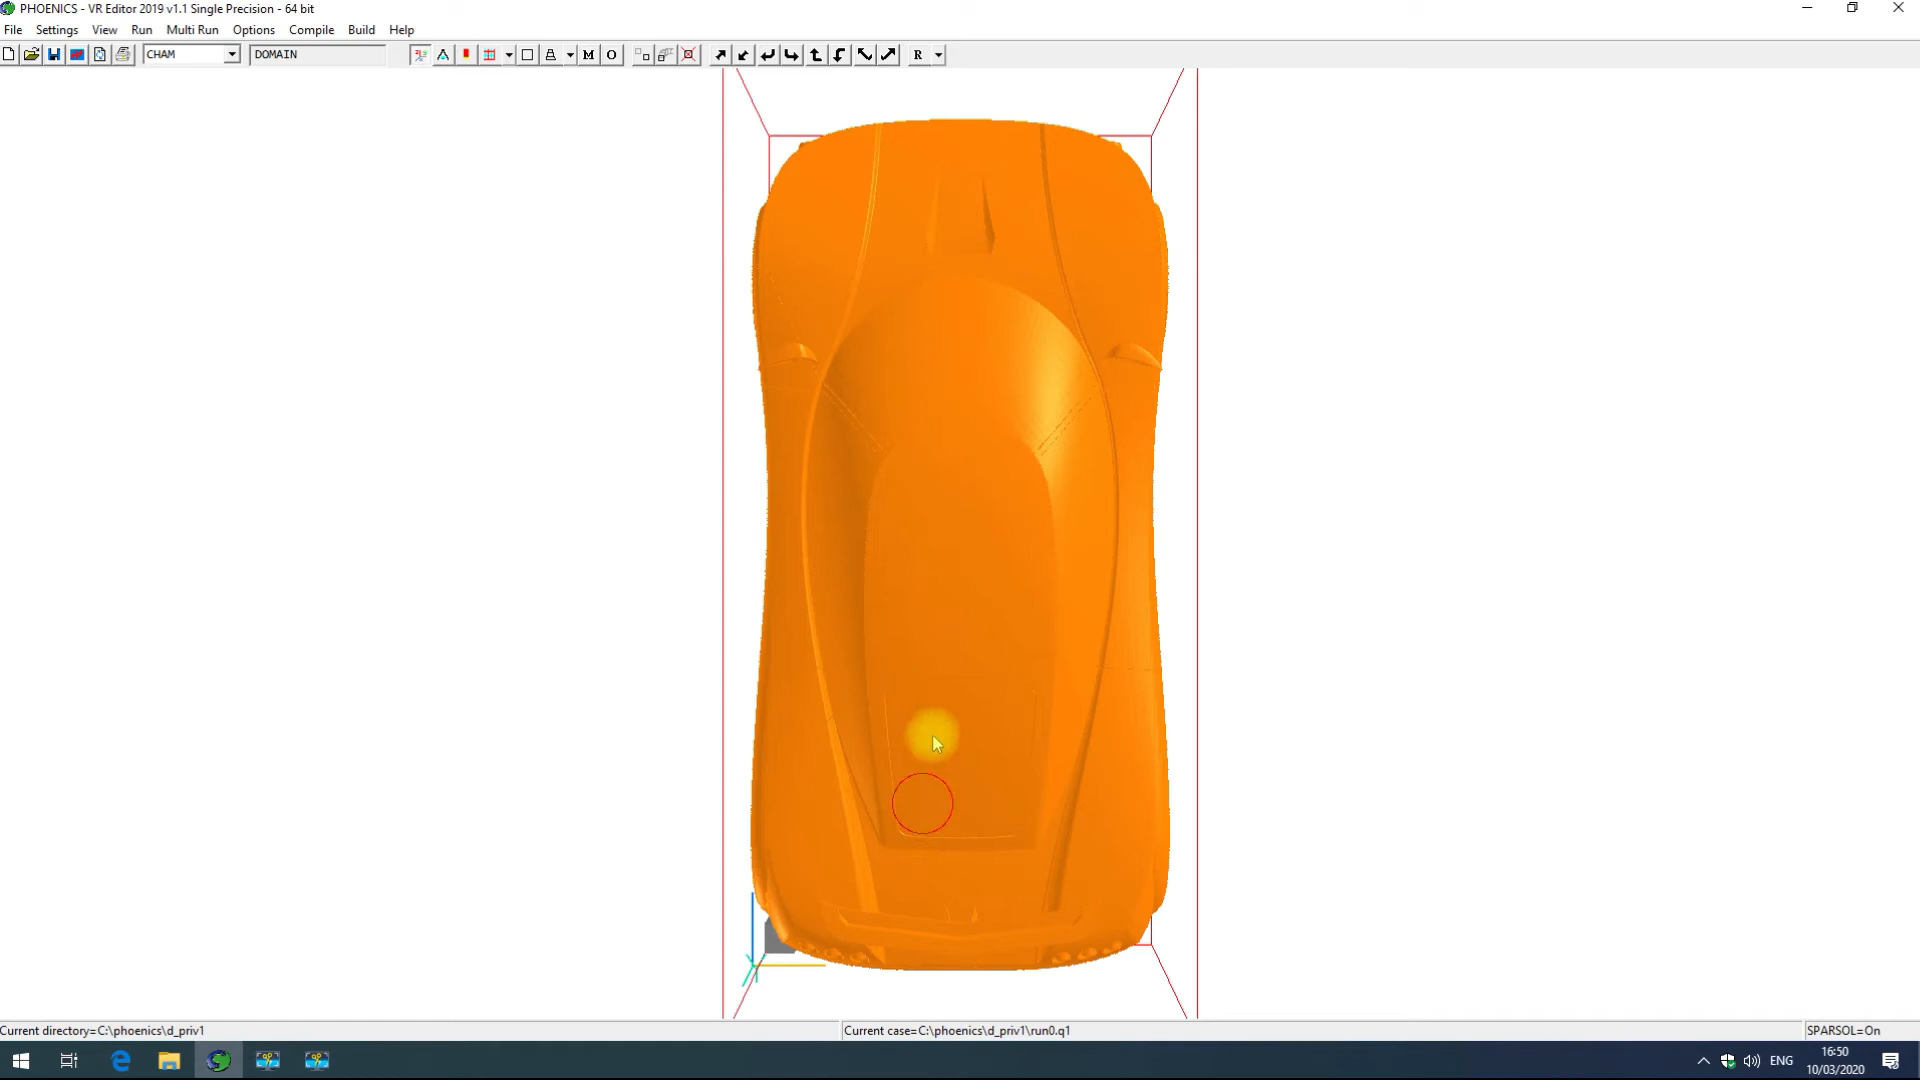 PHOENICS - VR Editor 2019 v1.1 Single Precision - 64 bit
File Settings View Run Multi Run Options Compile Build Help
CHAM DOMAIN M O R
Current directory=C:\phoenics\d_priv1 Current case=C:\phoenics\d_priv1\run0.q1 SPARSOL=On
ENG 16:50
10/03/2020